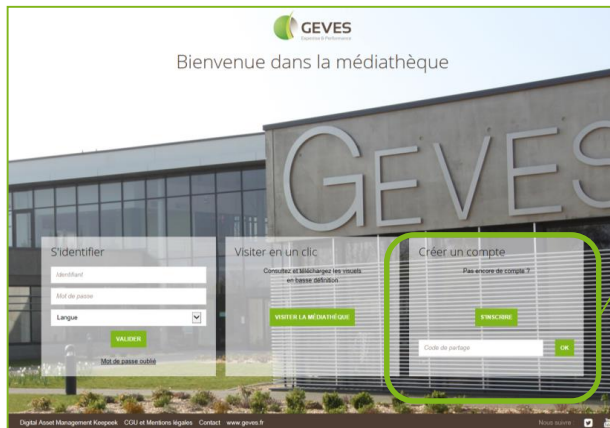 GEVES
Expertise & Performance
Bienvenue dans la médiathèque
GEVES
S'identifier
Identifiant
Mot de passe
Langue
VALIDER
Mot de passe oublié
Visiter en un clic
Consultez et téléchargez les visuels
en basse définition
VISITER LA MÉDIATHÈQUE
Créer un compte
Pas encore de compte ?
S'INSCRIRE
Code de partage
OK
Digital Asset Management Keepeek CGU et Mentions légales Contact www.geves.fr
Nous suivre